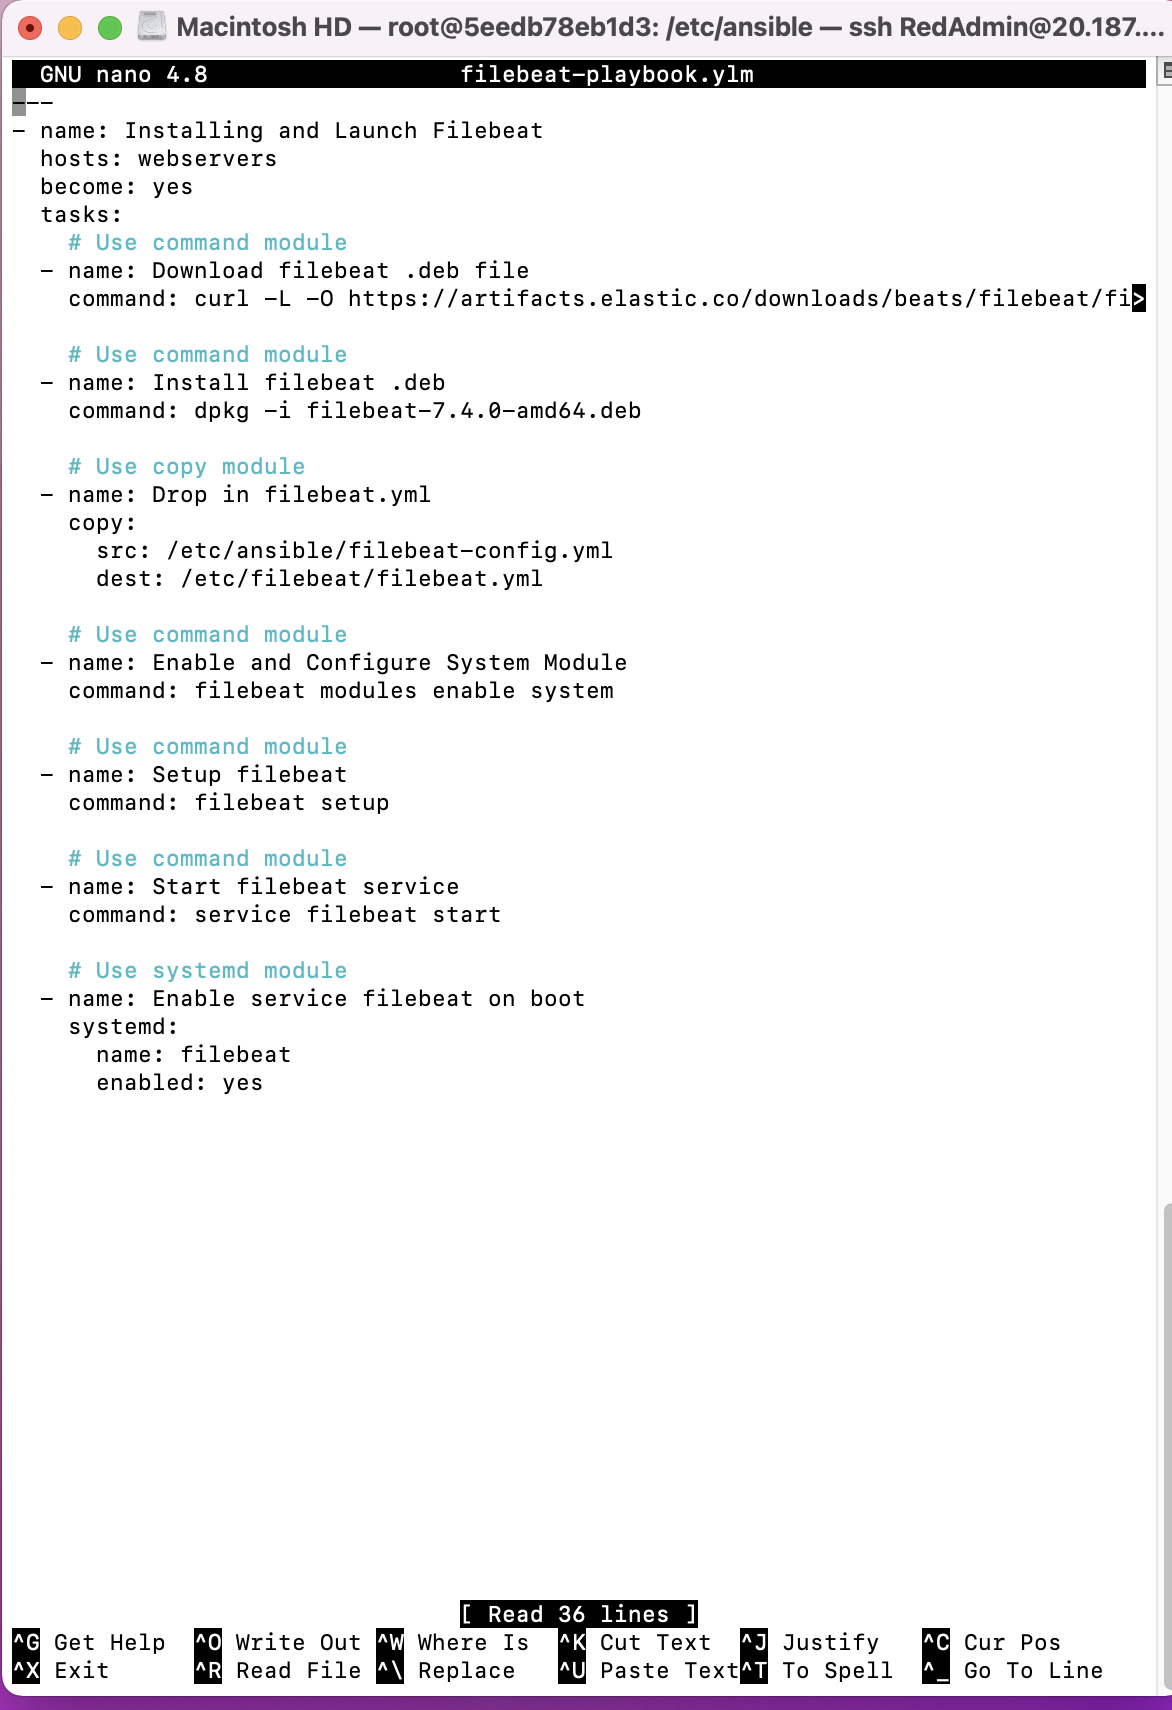 Macintosh HD — root@5eedb78eb1d3: /etc/ansible — ssh RedAdmin@20.187....
GNU nano 4.8 filebeat-playbook.ylm
---
- name: Installing and Launch Filebeat
  hosts: webservers
  become: yes
  tasks:
    # Use command module
  - name: Download filebeat .deb file
    command: curl -L -O https://artifacts.elastic.co/downloads/beats/filebeat/fi>
    # Use command module
  - name: Install filebeat .deb
    command: dpkg -i filebeat-7.4.0-amd64.deb
    # Use copy module
  - name: Drop in filebeat.yml
    copy:
      src: /etc/ansible/filebeat-config.yml
      dest: /etc/filebeat/filebeat.yml
    # Use command module
  - name: Enable and Configure System Module
    command: filebeat modules enable system
    # Use command module
  - name: Setup filebeat
    command: filebeat setup
    # Use command module
  - name: Start filebeat service
    command: service filebeat start
    # Use systemd module
  - name: Enable service filebeat on boot
    systemd:
      name: filebeat
      enabled: yes
[ Read 36 lines ]
^G Get Help ^O Write Out ^W Where Is ^K Cut Text ^J Justify ^C Cur Pos
^X Exit ^R Read File ^\ Replace ^U Paste Text ^T To Spell ^_ Go To Line